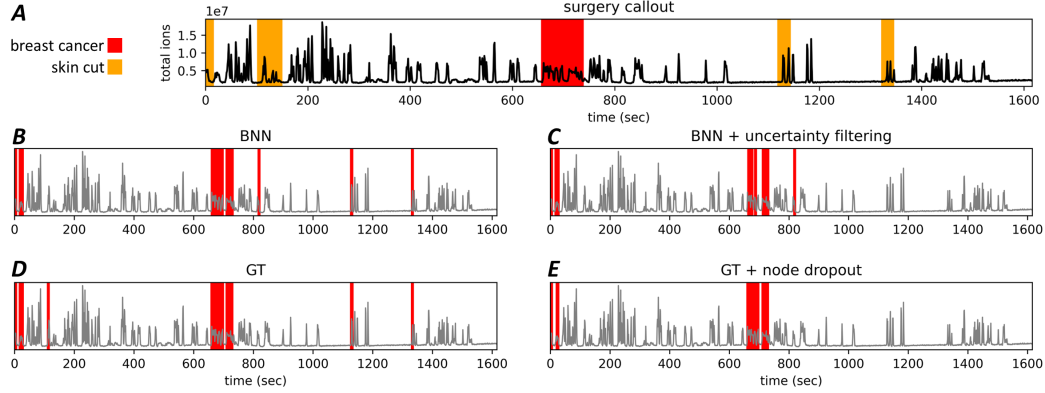 A
surgery callout
1e7
breast cancer
skin cut
total ions
1.5
1.0
0.5
0 200 400 600 800 1000 1200 1400 1600
time (sec)
B
BNN
C
BNN + uncertainty filtering
0 200 400 600 800 1000 1200 1400 1600
0 200 400 600 800 1000 1200 1400 1600
D
GT
E
GT + node dropout
0 200 400 600 800 1000 1200 1400 1600
0 200 400 600 800 1000 1200 1400 1600
time (sec)
time (sec)